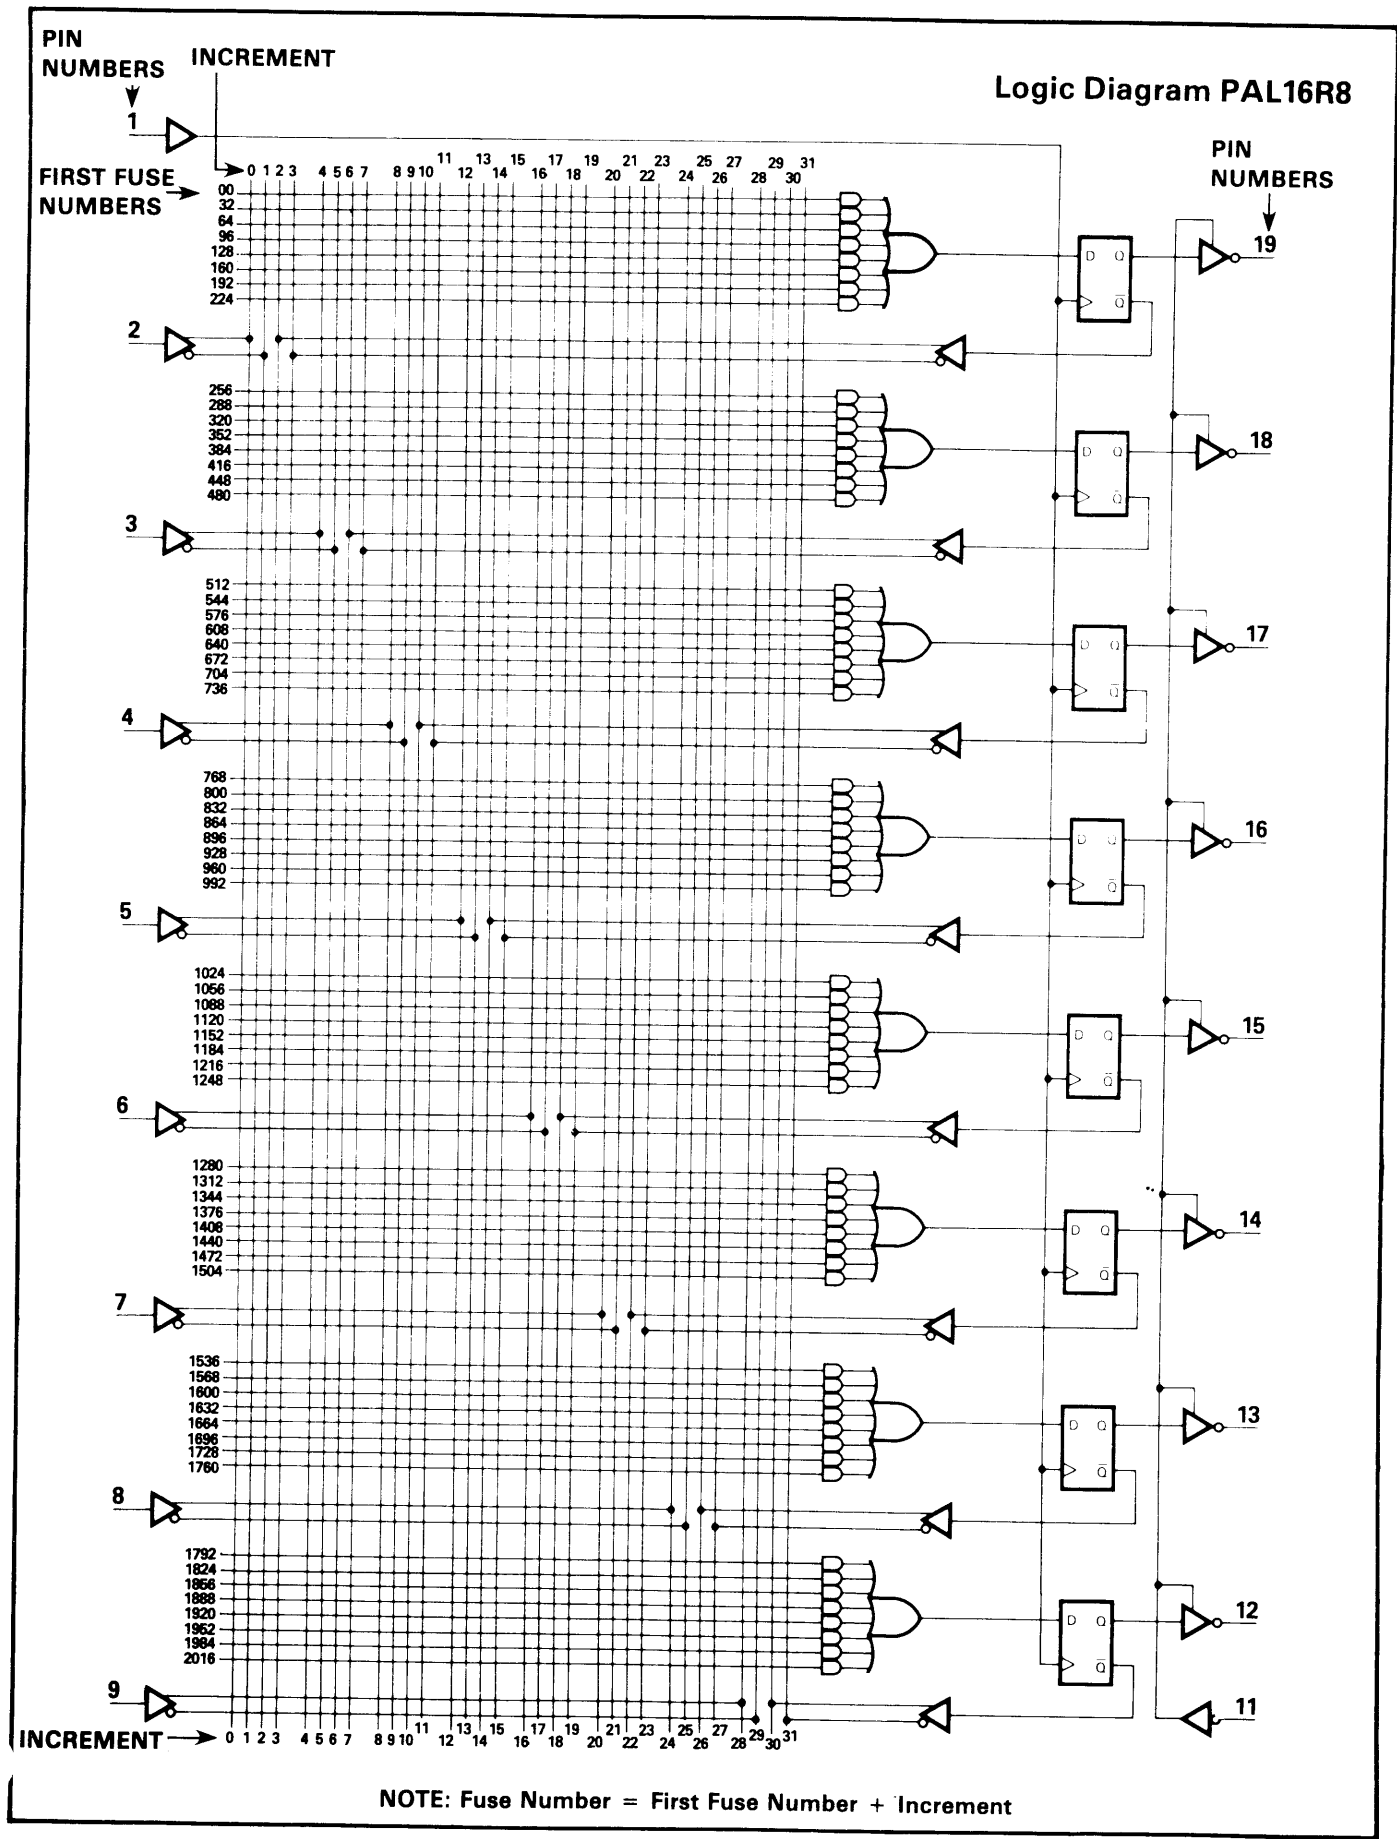 PIN
NUMBERS
INCREMENT
Logic Diagram PAL16R8
1
PIN
NUMBERS
11 13 15 17 19 21 23 25 27 29 31
0 1 2 3 4 5 6 7 8 9 10 12 14 16 18 20 22 24 26 28 30
FIRST FUSE
NUMBERS
00
32
64
96
128
160
192
224
D Q
Q̅
19
2
256
288
320
352
384
416
448
480
D Q
Q̅
18
3
512
544
576
608
640
672
704
736
D Q
Q̅
17
4
768
800
832
864
896
928
960
992
D Q
Q̅
16
5
1024
1056
1088
1120
1152
1184
1216
1248
D Q
Q̅
15
6
1280
1312
1344
1376
1408
1440
1472
1504
D Q
Q̅
14
7
1536
1568
1600
1632
1664
1696
1728
1760
D Q
Q̅
13
8
1792
1824
1856
1888
1920
1952
1984
2016
D Q
Q̅
12
9
11
INCREMENT
0 1 2 3 4 5 6 7 8 9 10 11 12 13 14 15 16 17 18 19 20 21 22 23 24 25 26 27 28 29 30 31
NOTE: Fuse Number = First Fuse Number + Increment